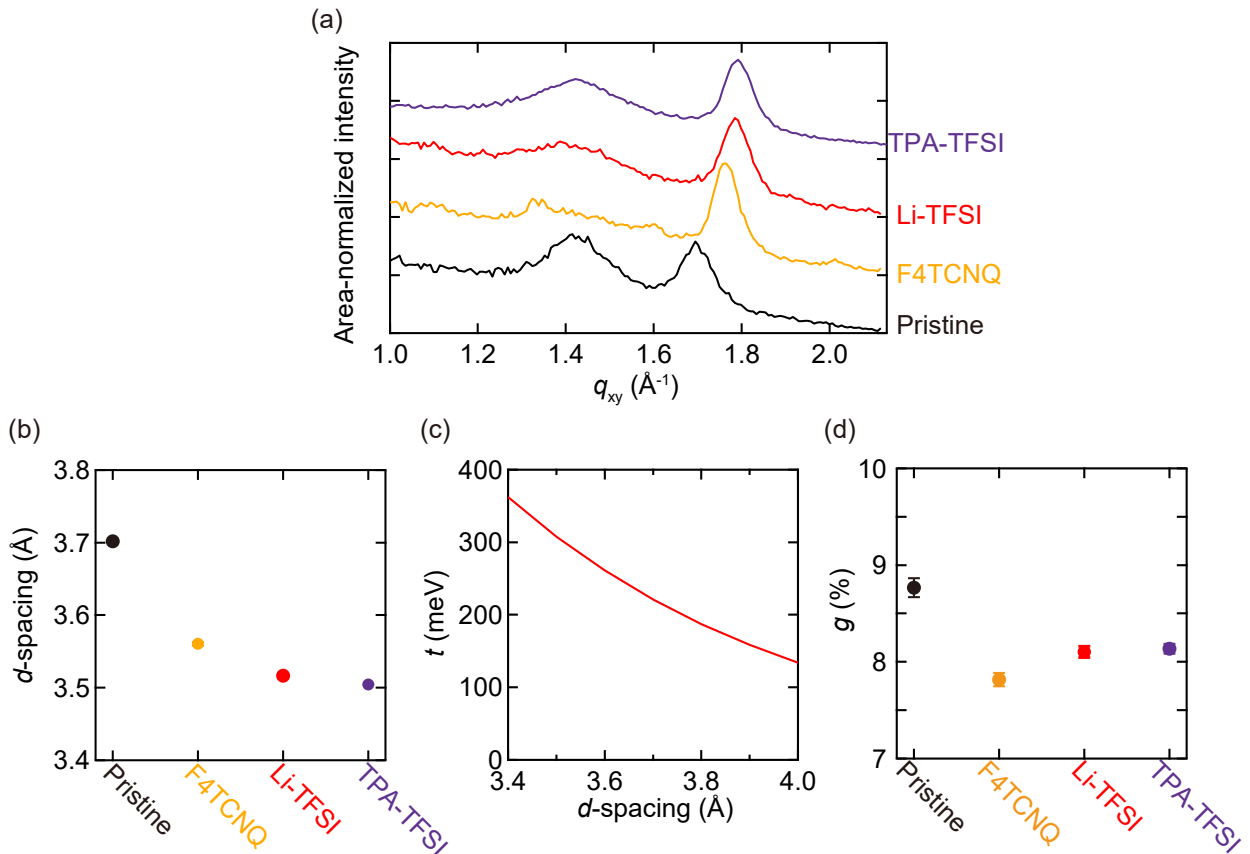 (a)
Area-normalized intensity
TPA-TFSI
Li-TFSI
F4TCNQ
Pristine
1.0 1.2 1.4 1.6 1.8 2.0
qxy (Å-1)
(b)
d-spacing (Å)
3.8
3.7
3.6
3.5
3.4
Pristine
F4TCNQ
Li-TFSI
TPA-TFSI
(c)
t (meV)
400
300
200
100
0
3.4 3.6 3.8 4.0
d-spacing (Å)
(d)
g (%)
10
9
8
7
Pristine
F4TCNQ
Li-TFSI
TPA-TFSI